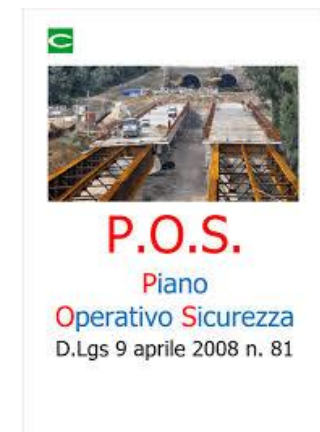 P.O.S.
Piano
Operativo Sicurezza
D.Lgs 9 aprile 2008 n. 81